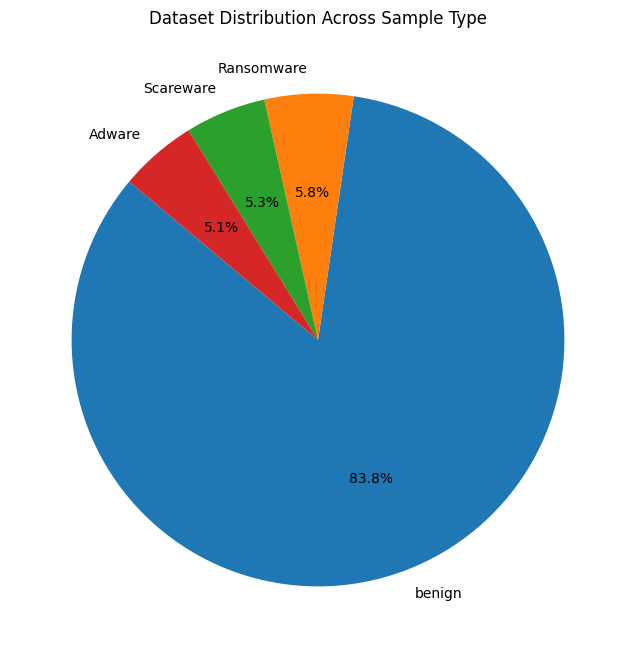 Dataset Distribution Across Sample Type
Ransomware
Scareware
Adware
5.8%
5.3%
5.1%
83.8%
benign